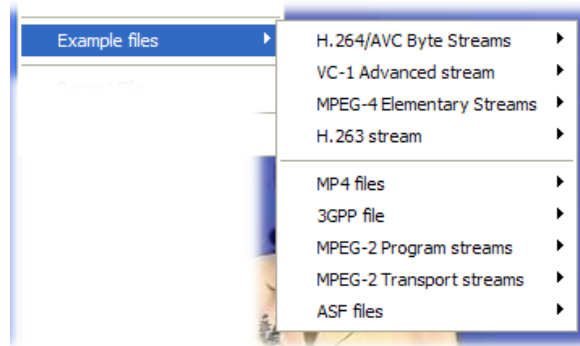 Example files
H.264/AVC Byte Streams
VC-1 Advanced stream
MPEG-4 Elementary Streams
H.263 stream
MP4 files
3GPP file
MPEG-2 Program streams
MPEG-2 Transport streams
ASF files